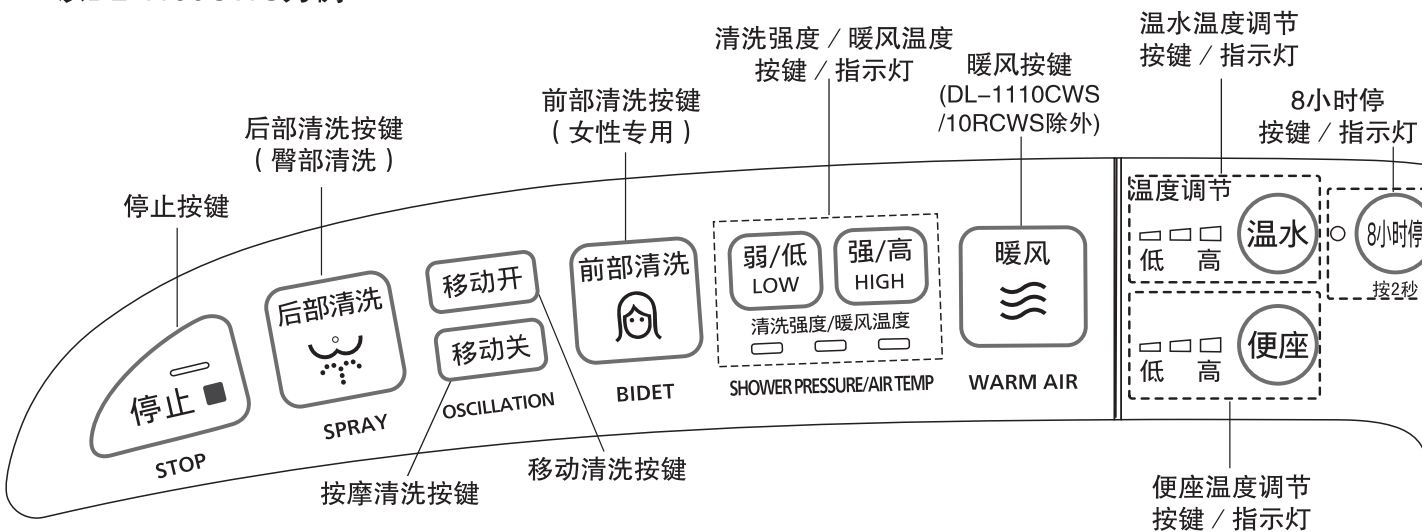 清洗强度 / 暖风温度
按键 / 指示灯
温水温度调节
按键 / 指示灯
暖风按键
(DL-1110CWS
/10RCWS除外)
8小时停
按键 / 指示灯
前部清洗按键
( 女性专用 )
后部清洗按键
( 臀部清洗 )
停止按键
停止
STOP
后部清洗
SPRAY
移动开
移动关
OSCILLATION
前部清洗
BIDET
弱/低
LOW
强/高
HIGH
清洗强度/暖风温度
SHOWER PRESSURE/AIR TEMP
暖风
WARM AIR
温度调节
低 高
温水
8小时停
按2秒
低 高
便座
按摩清洗按键
移动清洗按键
便座温度调节
按键 / 指示灯